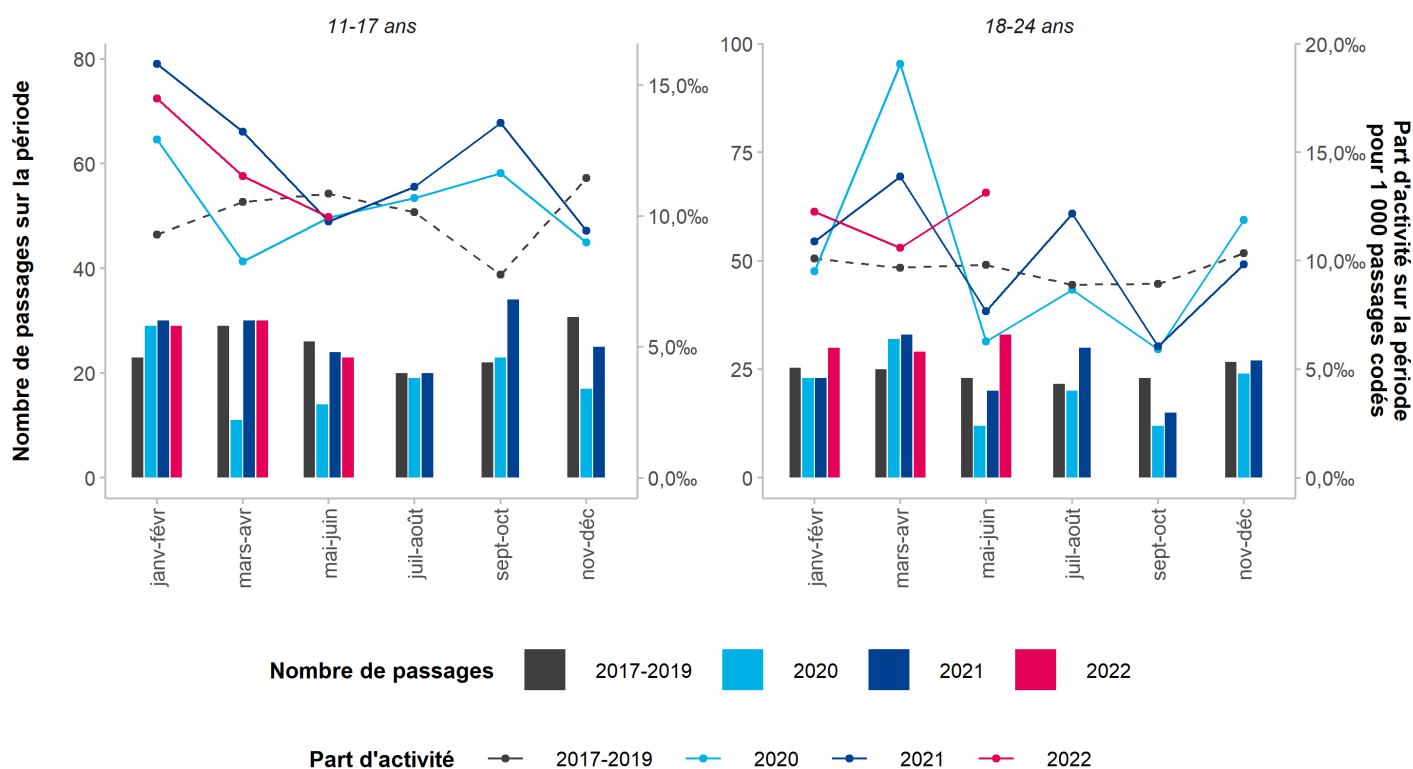 11-17 ans
18-24 ans
Nombre de passages sur la période
80
60
40
20
0
15,0‰
10,0‰
5,0‰
0,0‰
100
75
50
25
0
20,0‰
15,0‰
10,0‰
5,0‰
0,0‰
Part d'activité sur la période
pour 1 000 passages codés
janv-févr
mars-avr
mai-juin
juil-août
sept-oct
nov-déc
janv-févr
mars-avr
mai-juin
juil-août
sept-oct
nov-déc
Nombre de passages 2017-2019 2020 2021 2022
Part d'activité 2017-2019 2020 2021 2022